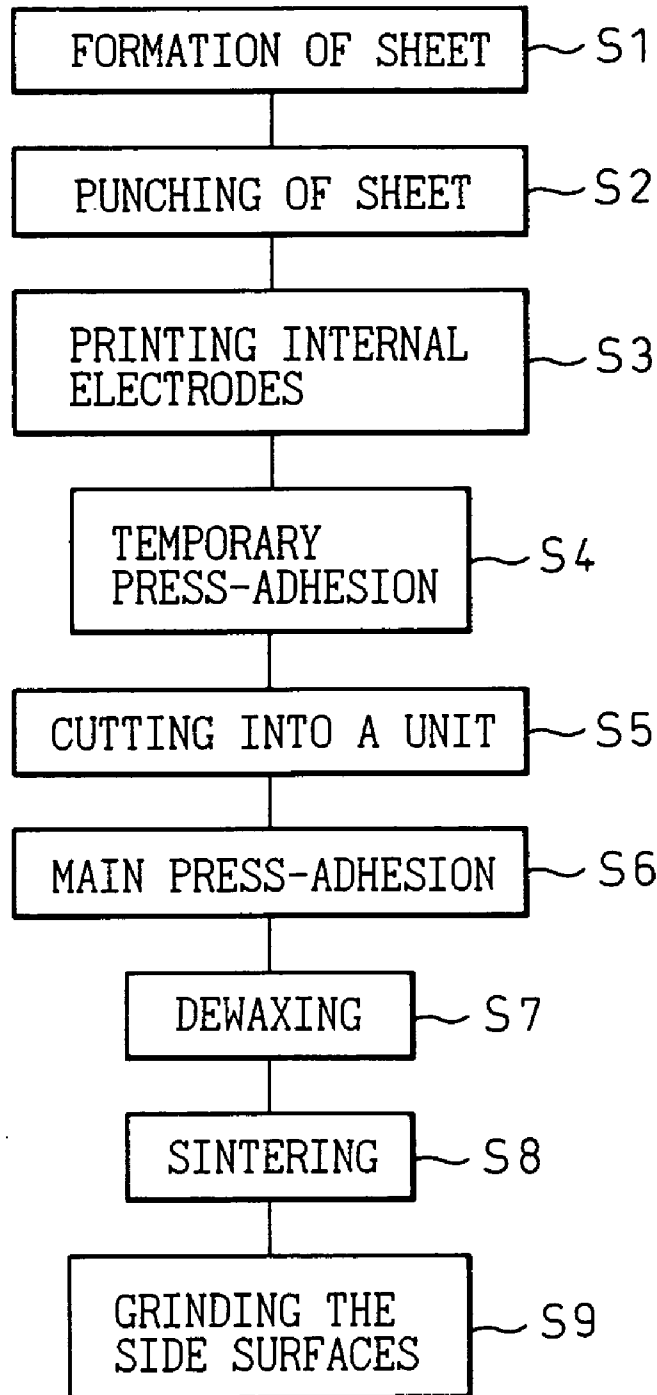 FORMATION OF SHEET S1
PUNCHING OF SHEET S2
PRINTING INTERNAL
ELECTRODES S3
TEMPORARY
PRESS-ADHESION S4
CUTTING INTO A UNIT S5
MAIN PRESS-ADHESION S6
DEWAXING S7
SINTERING S8
GRINDING THE
SIDE SURFACES S9